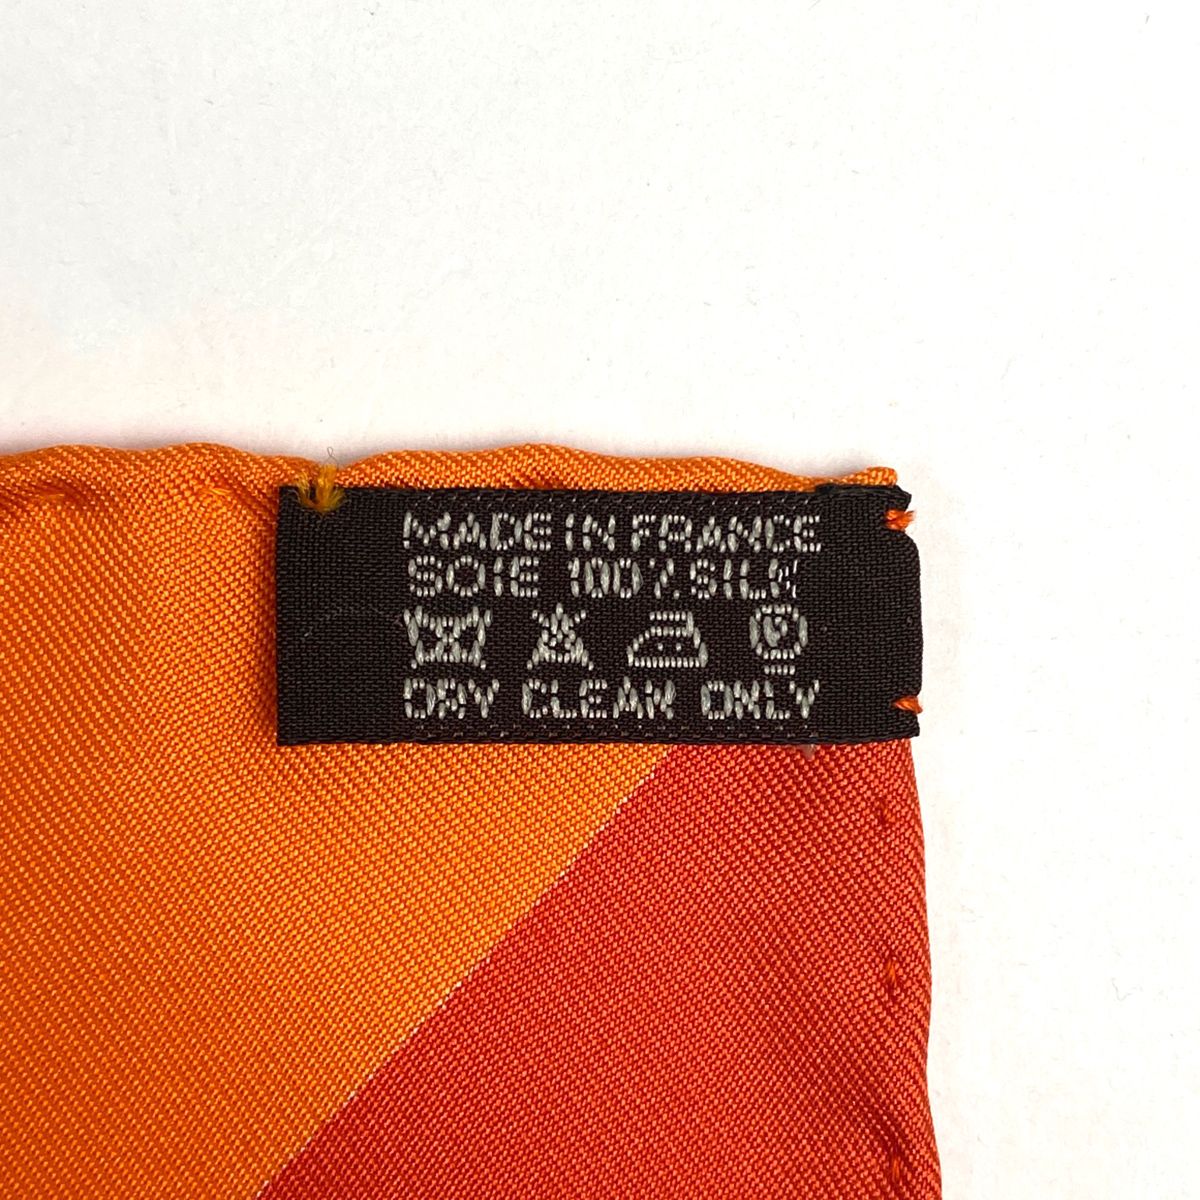 MADE IN FRANCE
SOIE 100% SILK
DRY CLEAN ONLY